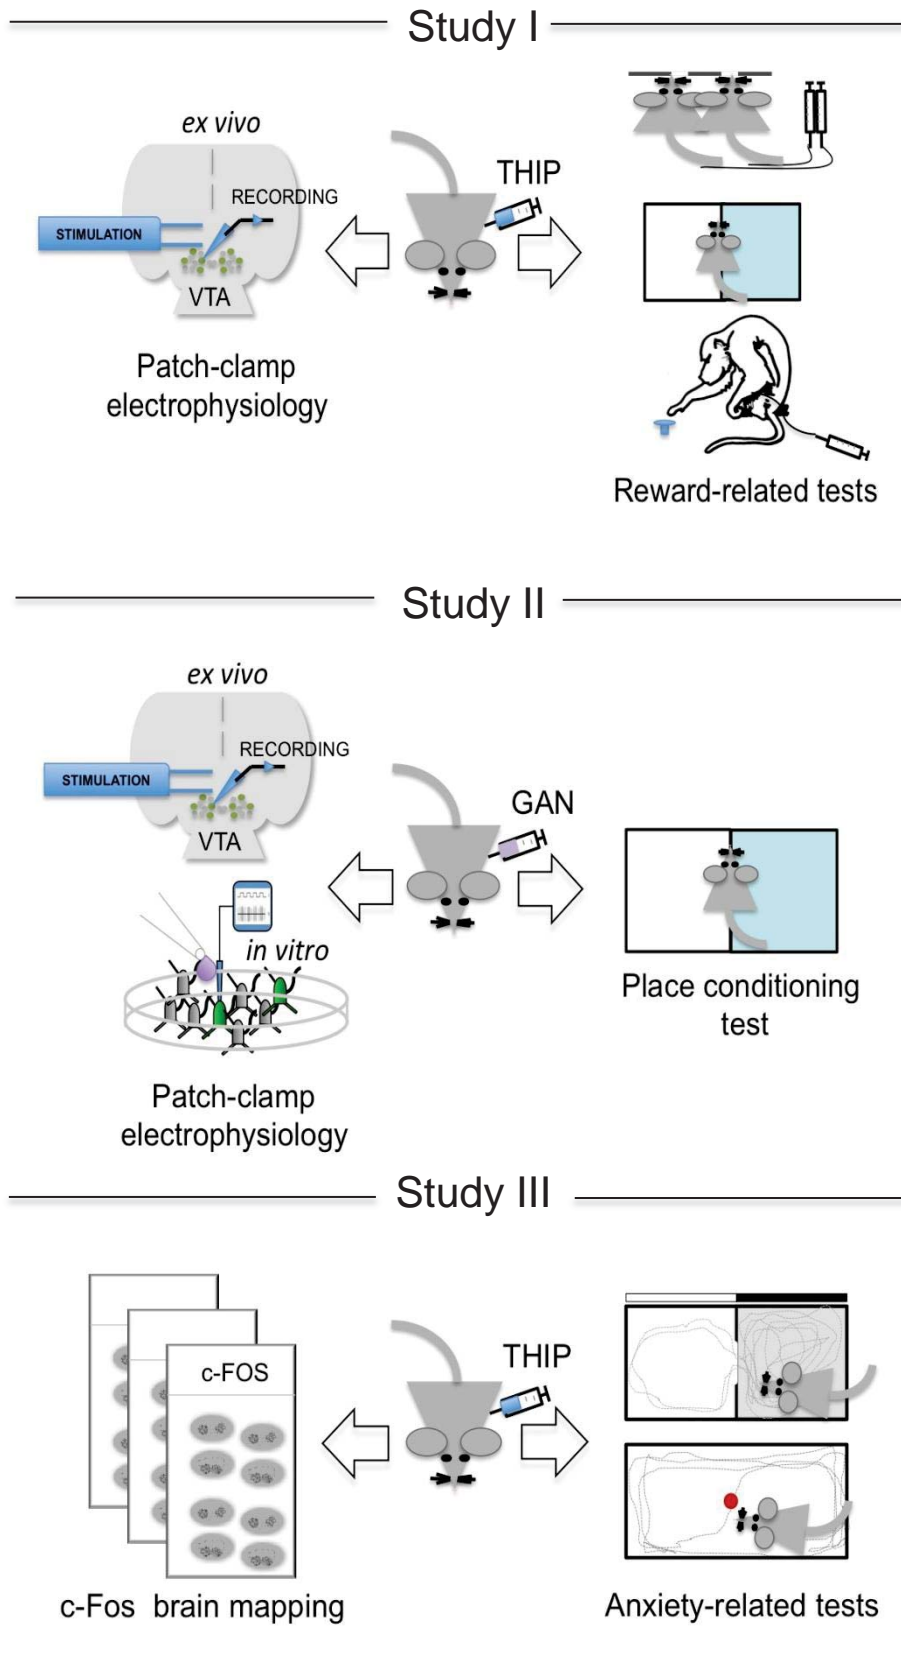 Study I
ex vivo
RECORDING
STIMULATION
VTA
Patch-clamp
electrophysiology
THIP
Reward-related tests
Study II
ex vivo
RECORDING
STIMULATION
VTA
in vitro
Patch-clamp
electrophysiology
GAN
Place conditioning
test
Study III
c-FOS
c-Fos brain mapping
THIP
Anxiety-related tests